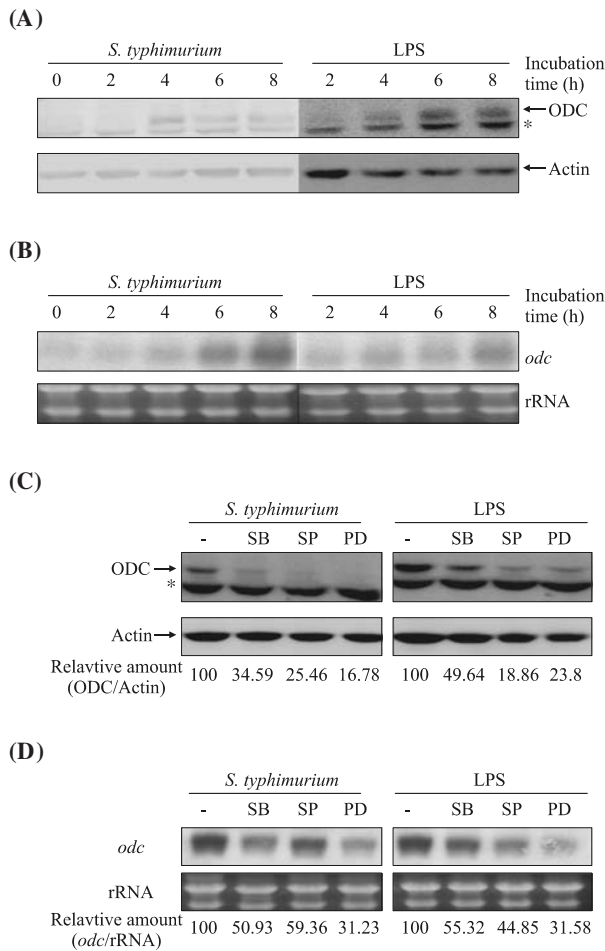 (A)
S. typhimurium LPS
0 2 4 6 8 2 4 6 8 Incubation time (h)
ODC
*
Actin
(B)
S. typhimurium LPS
0 2 4 6 8 2 4 6 8 Incubation time (h)
odc
rRNA
(C)
S. typhimurium LPS
- SB SP PD - SB SP PD
ODC
*
Actin
Relavtive amount (ODC/Actin) 100 34.59 25.46 16.78 100 49.64 18.86 23.8
(D)
S. typhimurium LPS
- SB SP PD - SB SP PD
odc
rRNA
Relavtive amount (odc/rRNA) 100 50.93 59.36 31.23 100 55.32 44.85 31.58